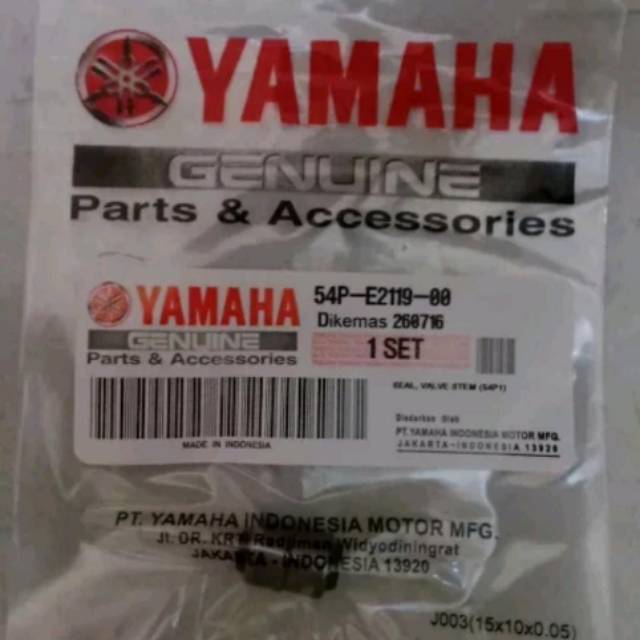 YAMAHA
GENUINE
Parts & Accessories
YAMAHA
GENUINE
Parts & Accessories
54P-E2119-00
Dikemas 260716
1 SET
SEAL, VALVE STEM (54P1)
MADE IN INDONESIA
Diedarkan Oleh
PT. YAMAHA INDONESIA MOTOR MFG.
JAKARTA-INDONESIA 13920
PT. YAMAHA INDONESIA MOTOR MFG.
Jl. DR. KRT Radjiman Widyodiningrat
JAKARTA - INDONESIA 13920
J003(15x10x0.05)